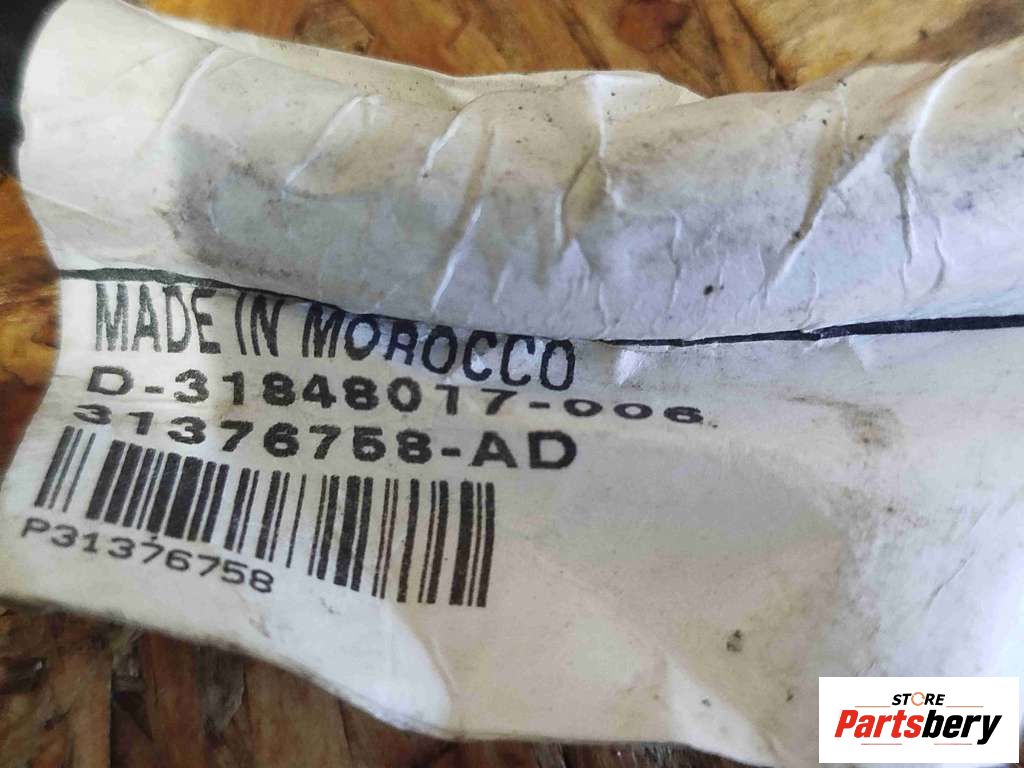 MADE IN MOROCCO
D-31848017-006
31376758-AD
P31376758
STORE
Partsbery